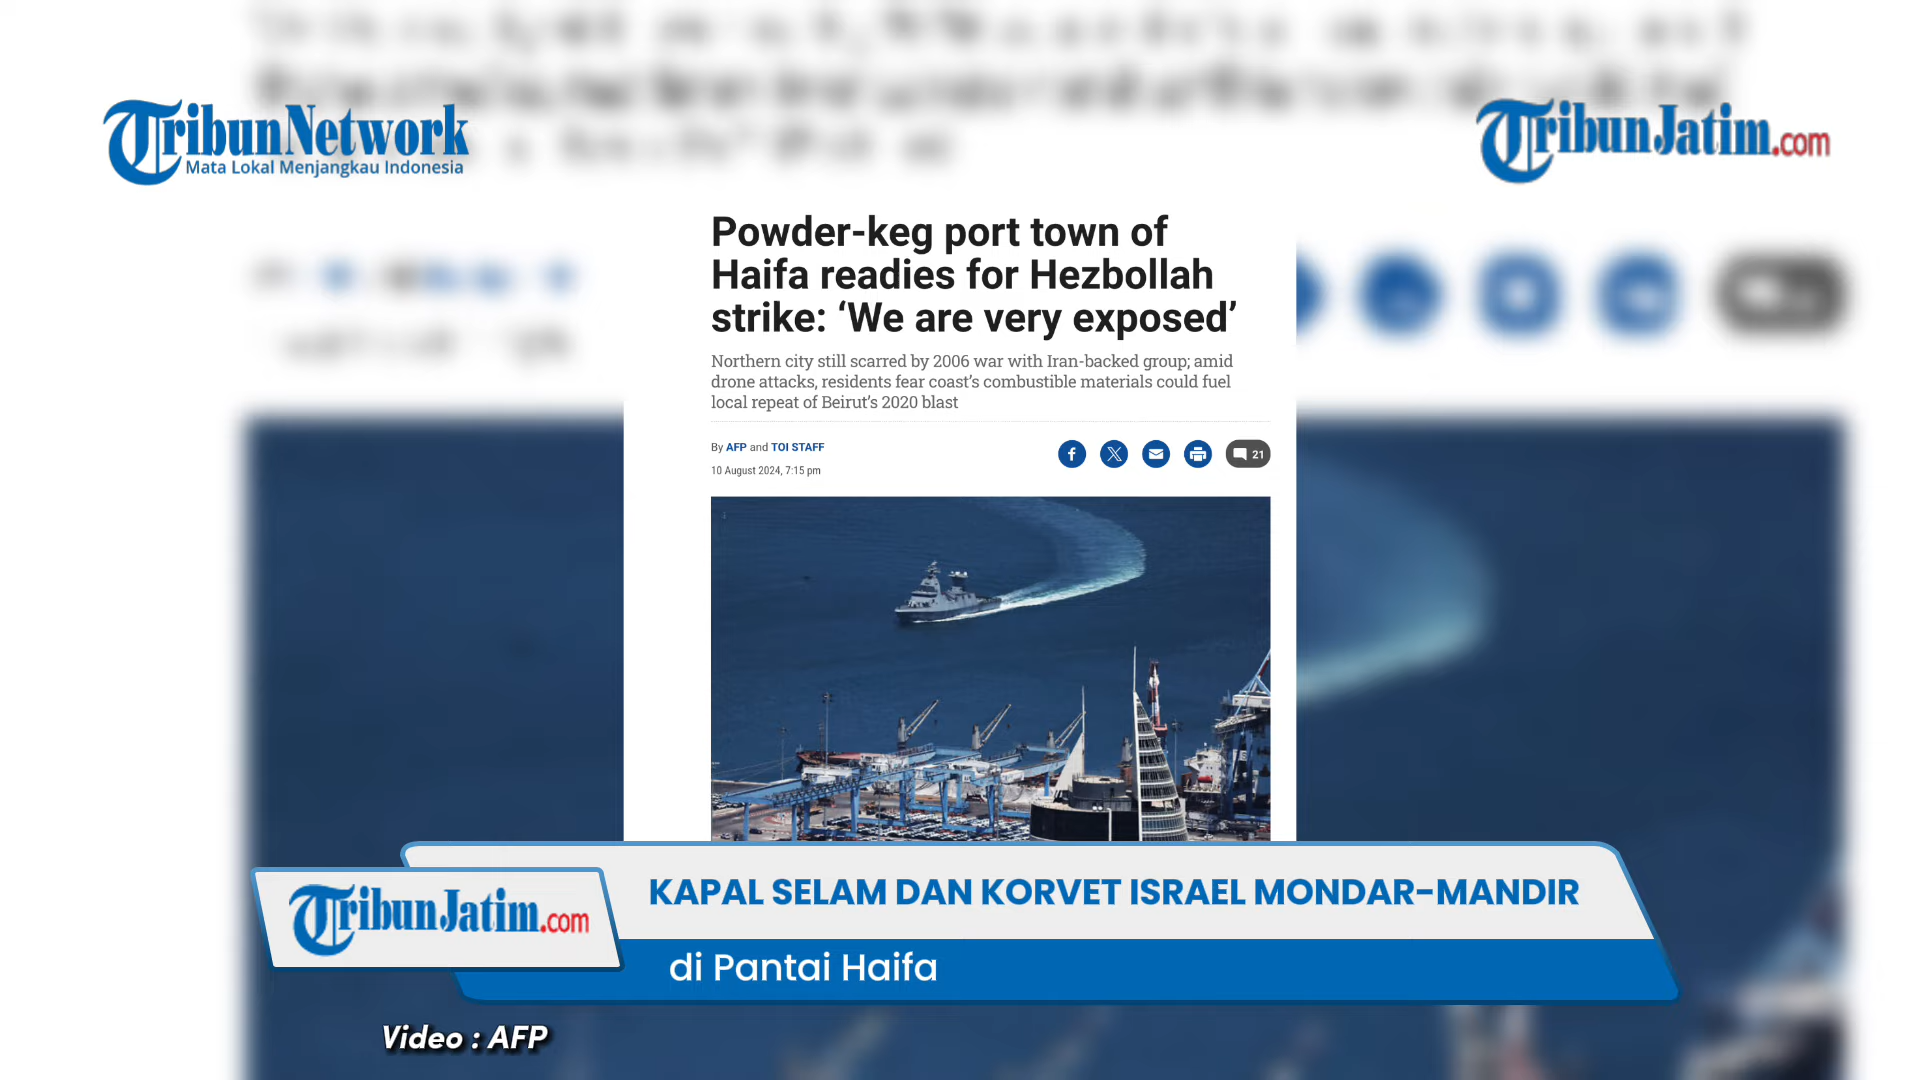 TribunNetwork
Mata Lokal Menjangkau Indonesia
TribunJatim.com
Powder-keg port town of
Haifa readies for Hezbollah
strike: ‘We are very exposed’
Northern city still scarred by 2006 war with Iran-backed group; amid
drone attacks, residents fear coast’s combustible materials could fuel
local repeat of Beirut’s 2020 blast
By AFP and TOI STAFF
10 August 2024, 7:15 pm
21
KAPAL SELAM DAN KORVET ISRAEL MONDAR-MANDIR
TribunJatim.com
di Pantai Haifa
Video : AFP